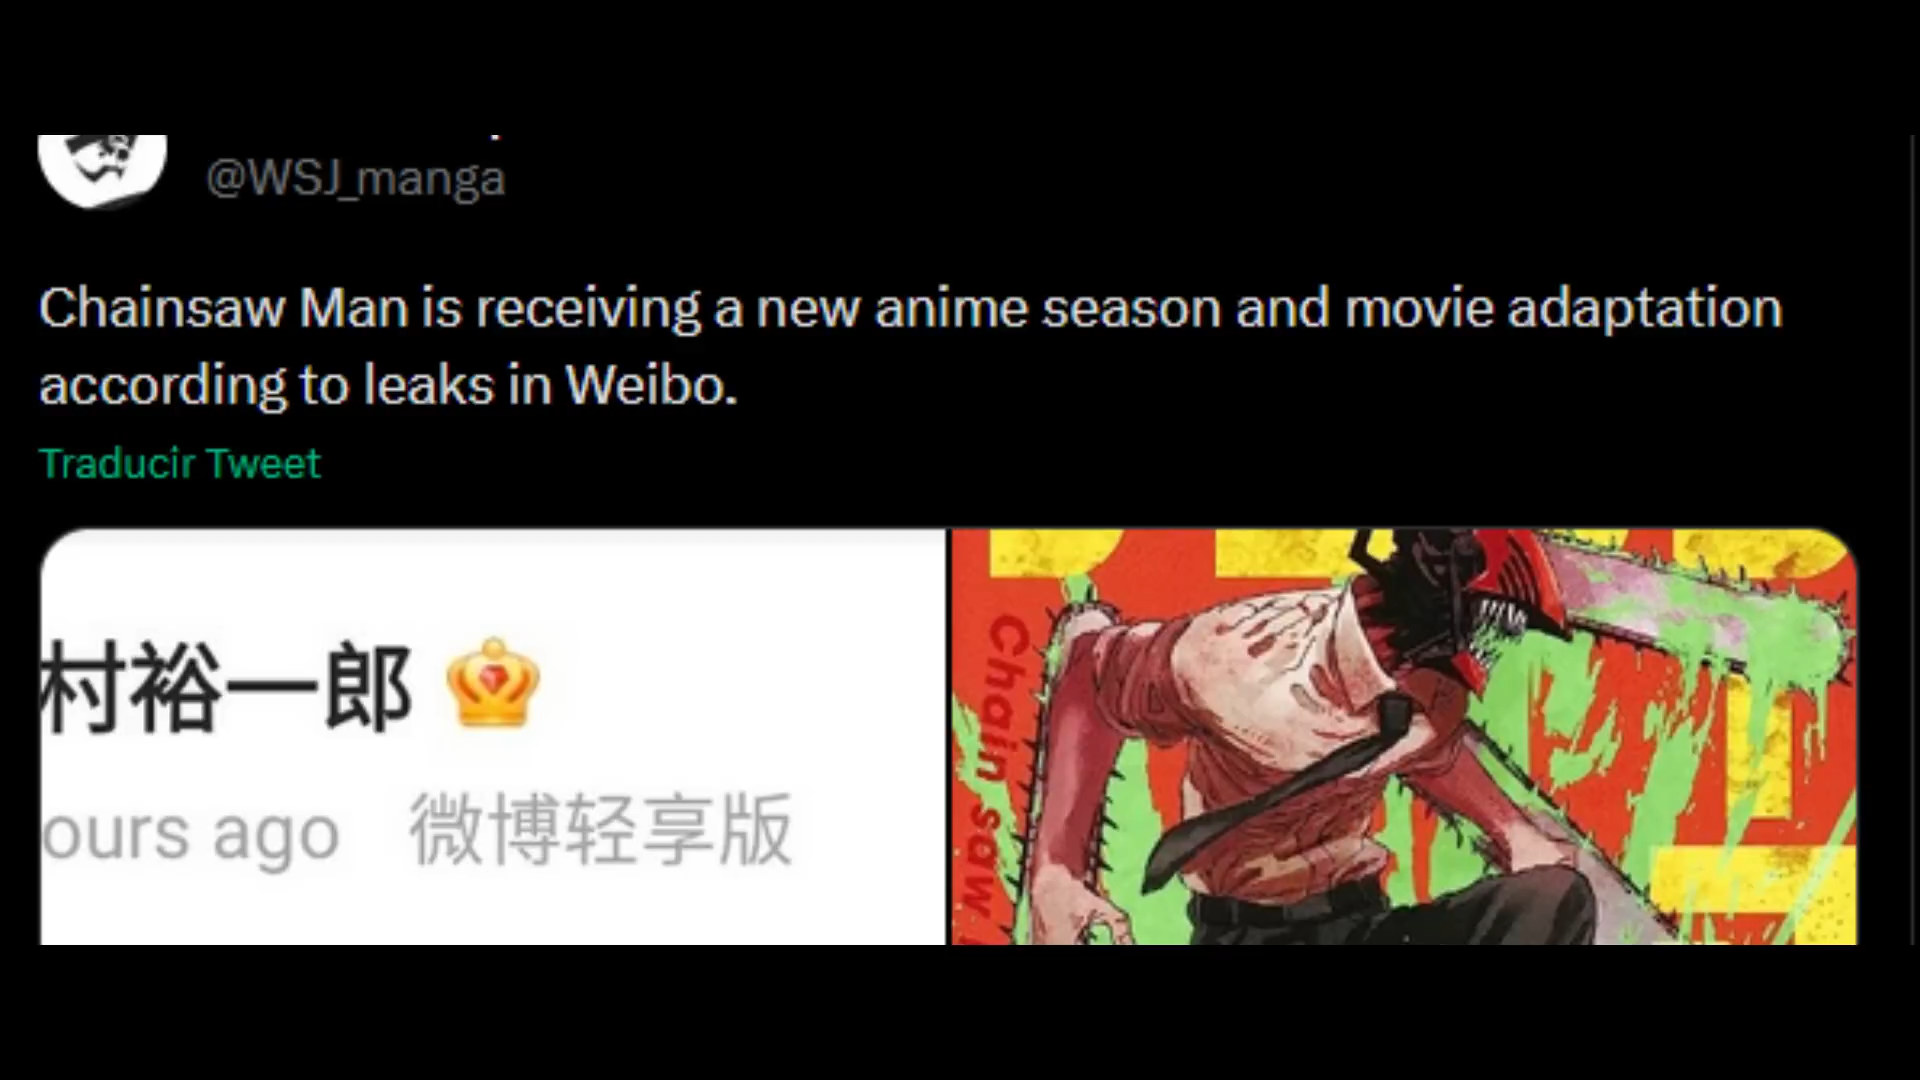 @WSJ_manga
Chainsaw Man is receiving a new anime season and movie adaptation
according to leaks in Weibo.
Traducir Tweet
村裕一郎
ours ago 微博轻享版
Chain saw